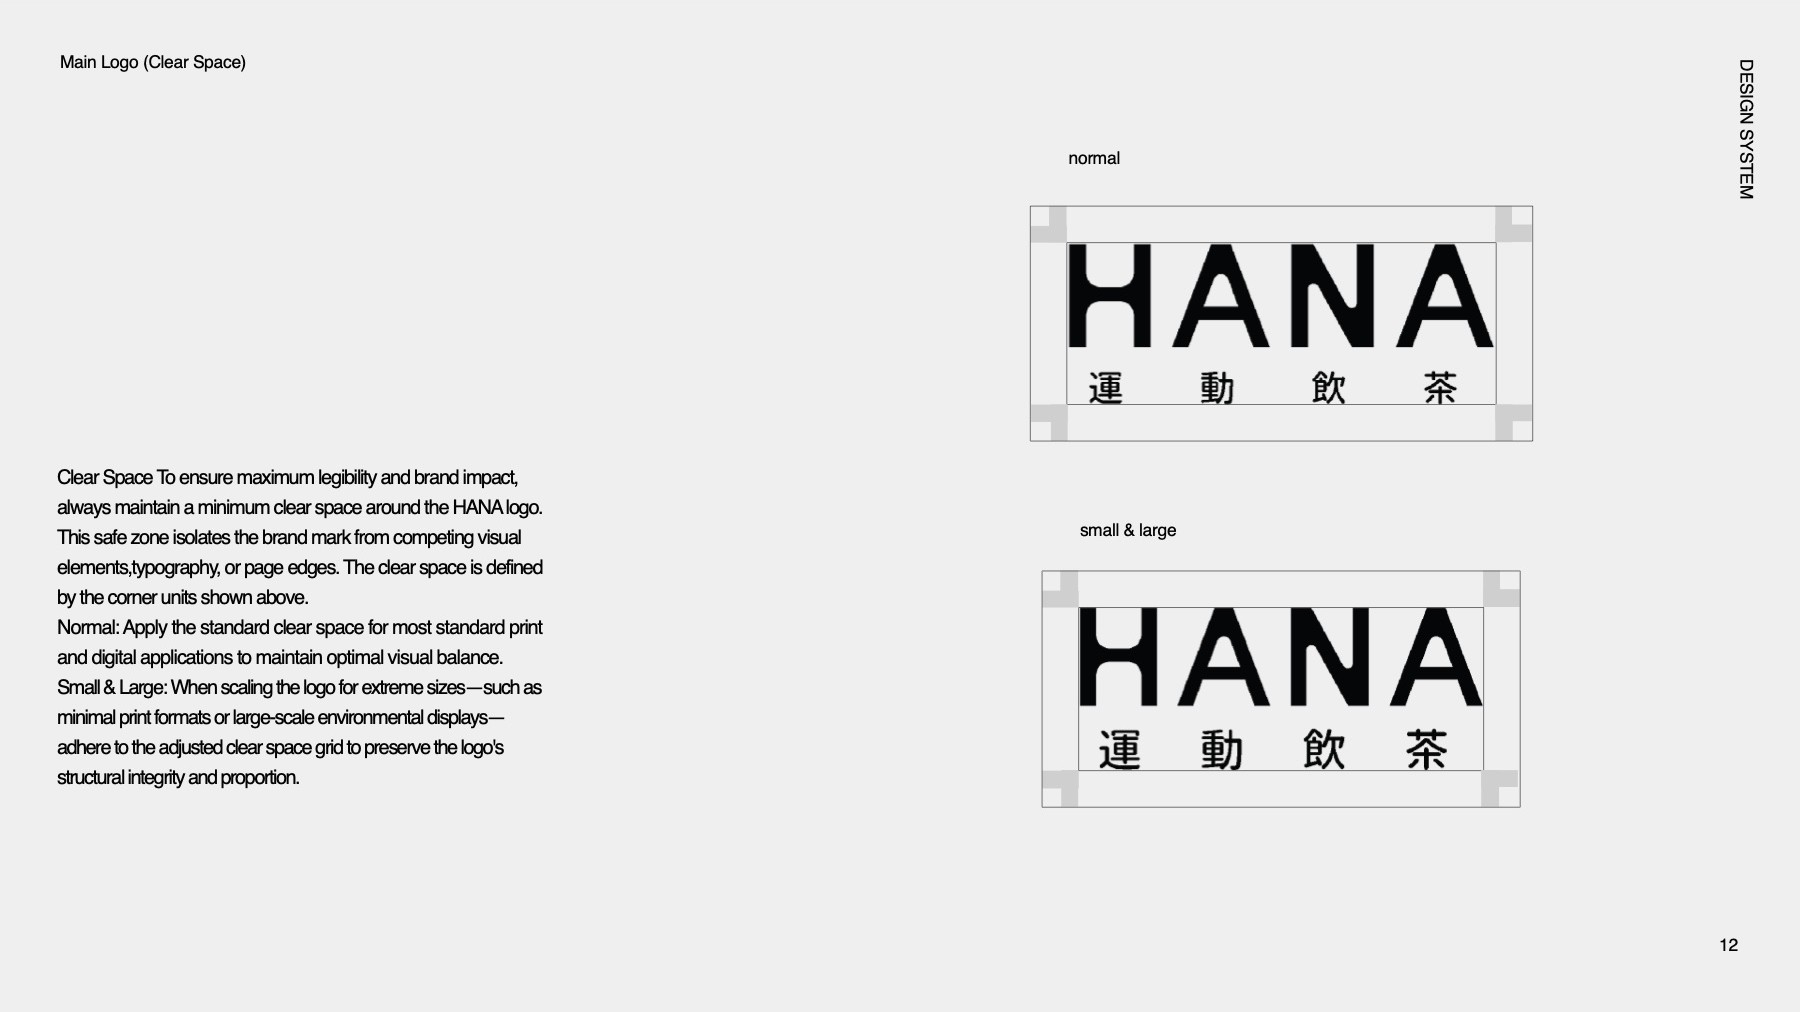 Main Logo (Clear Space)
DESIGN SYSTEM
normal
HANA
運動飲茶
Clear Space To ensure maximum legibility and brand impact,
always maintain a minimum clear space around the HANA logo.
This safe zone isolates the brand mark from competing visual
elements,typography, or page edges. The clear space is defined
by the corner units shown above.
Normal: Apply the standard clear space for most standard print
and digital applications to maintain optimal visual balance.
Small & Large: When scaling the logo for extreme sizes—such as
minimal print formats or large-scale environmental displays—
adhere to the adjusted clear space grid to preserve the logo's
structural integrity and proportion.
small & large
HANA
運動飲茶
12